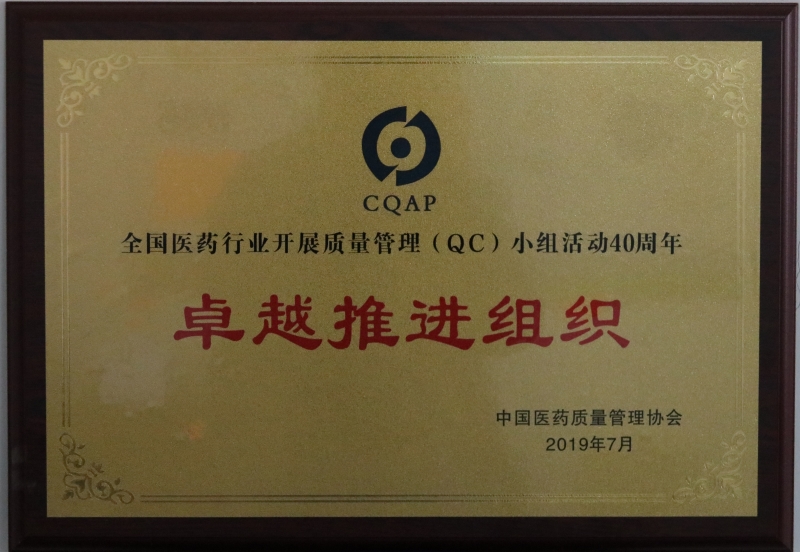 CQAP
全国医药行业开展质量管理（QC）小组活动40周年
卓越推进组织
中国医药质量管理协会
2019年7月